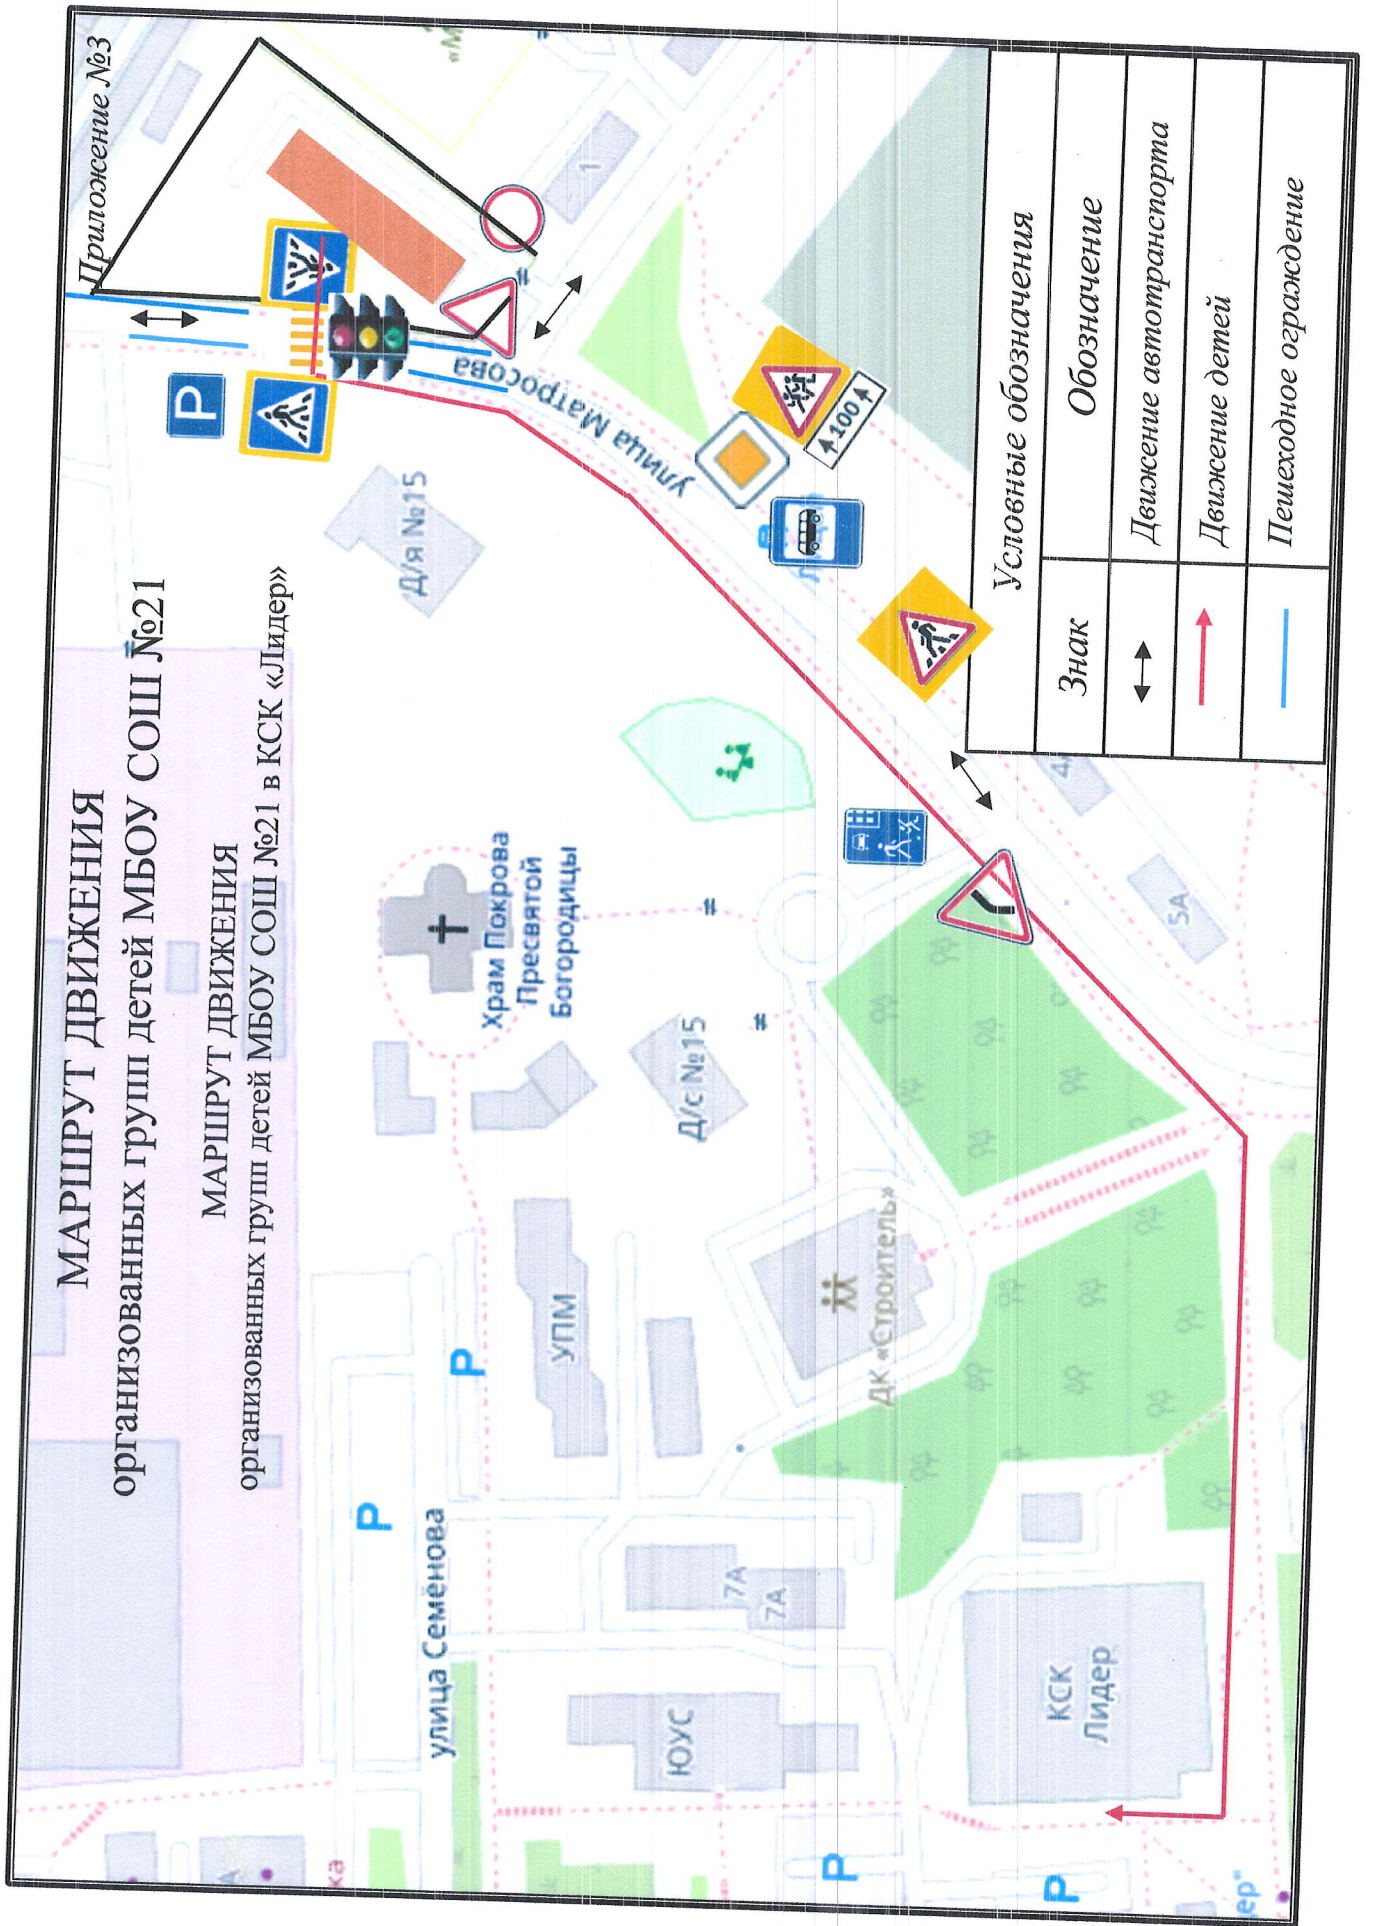 Приложение №3
МАРШРУТ ДВИЖЕНИЯ
организованных групп детей МБОУ СОШ №21
МАРШРУТ ДВИЖЕНИЯ
организованных групп детей МБОУ СОШ №21 в КСК «Лидер»
P
улица Матросова
1
Д/я №15
100
Храм Покрова
Пресвятой
Богородицы
Д/с №15
5А
УПМ
ДК «Строитель»
P
P
улица Семёнова
7А
7А
ЮУС
КСК
Лидер
P
P
Условные обозначения
Знак
Обозначение
Движение автотранспорта
Движение детей
Пешеходное ограждение